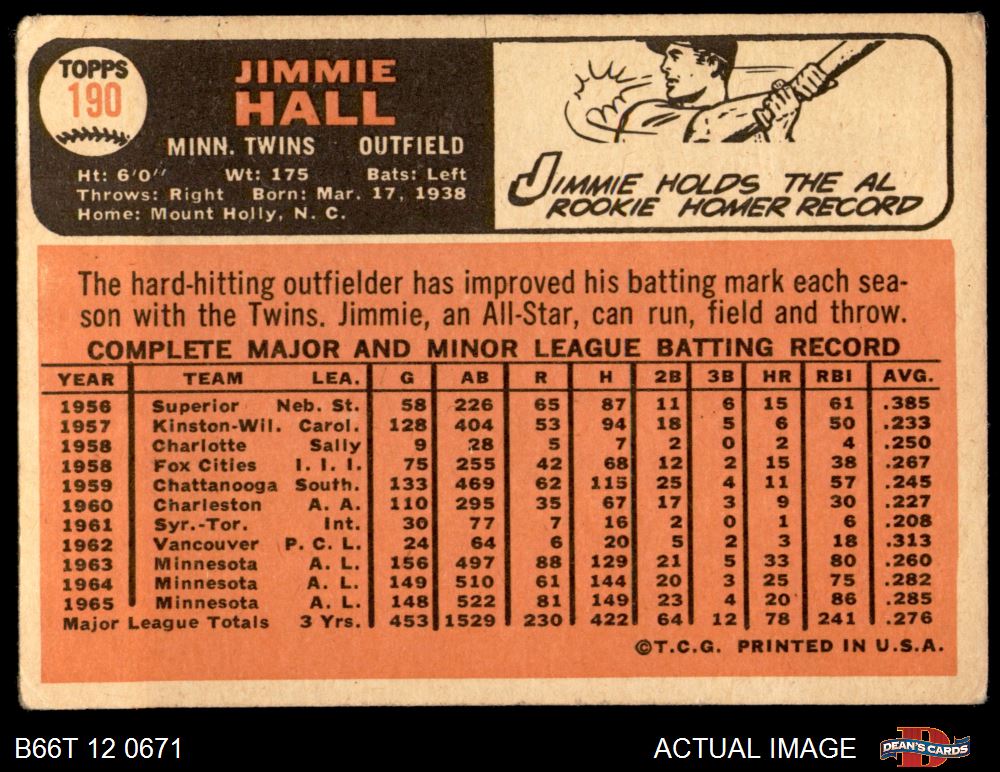 TOPPS
190
JIMMIE
HALL
MINN. TWINS OUTFIELD
Ht: 6'0" Wt: 175 Bats: Left
Throws: Right Born: Mar. 17, 1938
Home: Mount Holly, N. C.
JIMMIE HOLDS THE AL
ROOKIE HOMER RECORD
The hard-hitting outfielder has improved his batting mark each sea-
son with the Twins. Jimmie, an All-Star, can run, field and throw.
COMPLETE MAJOR AND MINOR LEAGUE BATTING RECORD
YEAR TEAM LEA. G AB R H 2B 3B HR RBI AVG.
1956 Superior Neb. St. 58 226 65 87 11 6 15 61 .385
1957 Kinston-Wil. Carol. 128 404 53 94 18 5 6 50 .233
1958 Charlotte Sally 9 28 5 7 2 0 2 4 .250
1958 Fox Cities I. I. I. 75 255 42 68 12 2 15 38 .267
1959 Chattanooga South. 133 469 62 115 25 4 11 57 .245
1960 Charleston A. A. 110 295 35 67 17 3 9 30 .227
1961 Syr.-Tor. Int. 30 77 7 16 2 0 1 6 .208
1962 Vancouver P. C. L. 24 64 6 20 5 2 3 18 .313
1963 Minnesota A. L. 156 497 88 129 21 5 33 80 .260
1964 Minnesota A. L. 149 510 61 144 20 3 25 75 .282
1965 Minnesota A. L. 148 522 81 149 23 4 20 86 .285
Major League Totals 3 Yrs. 453 1529 230 422 64 12 78 241 .276
©T.C.G. PRINTED IN U.S.A.
B66T 12 0671
ACTUAL IMAGE
D
DEAN'S CARDS